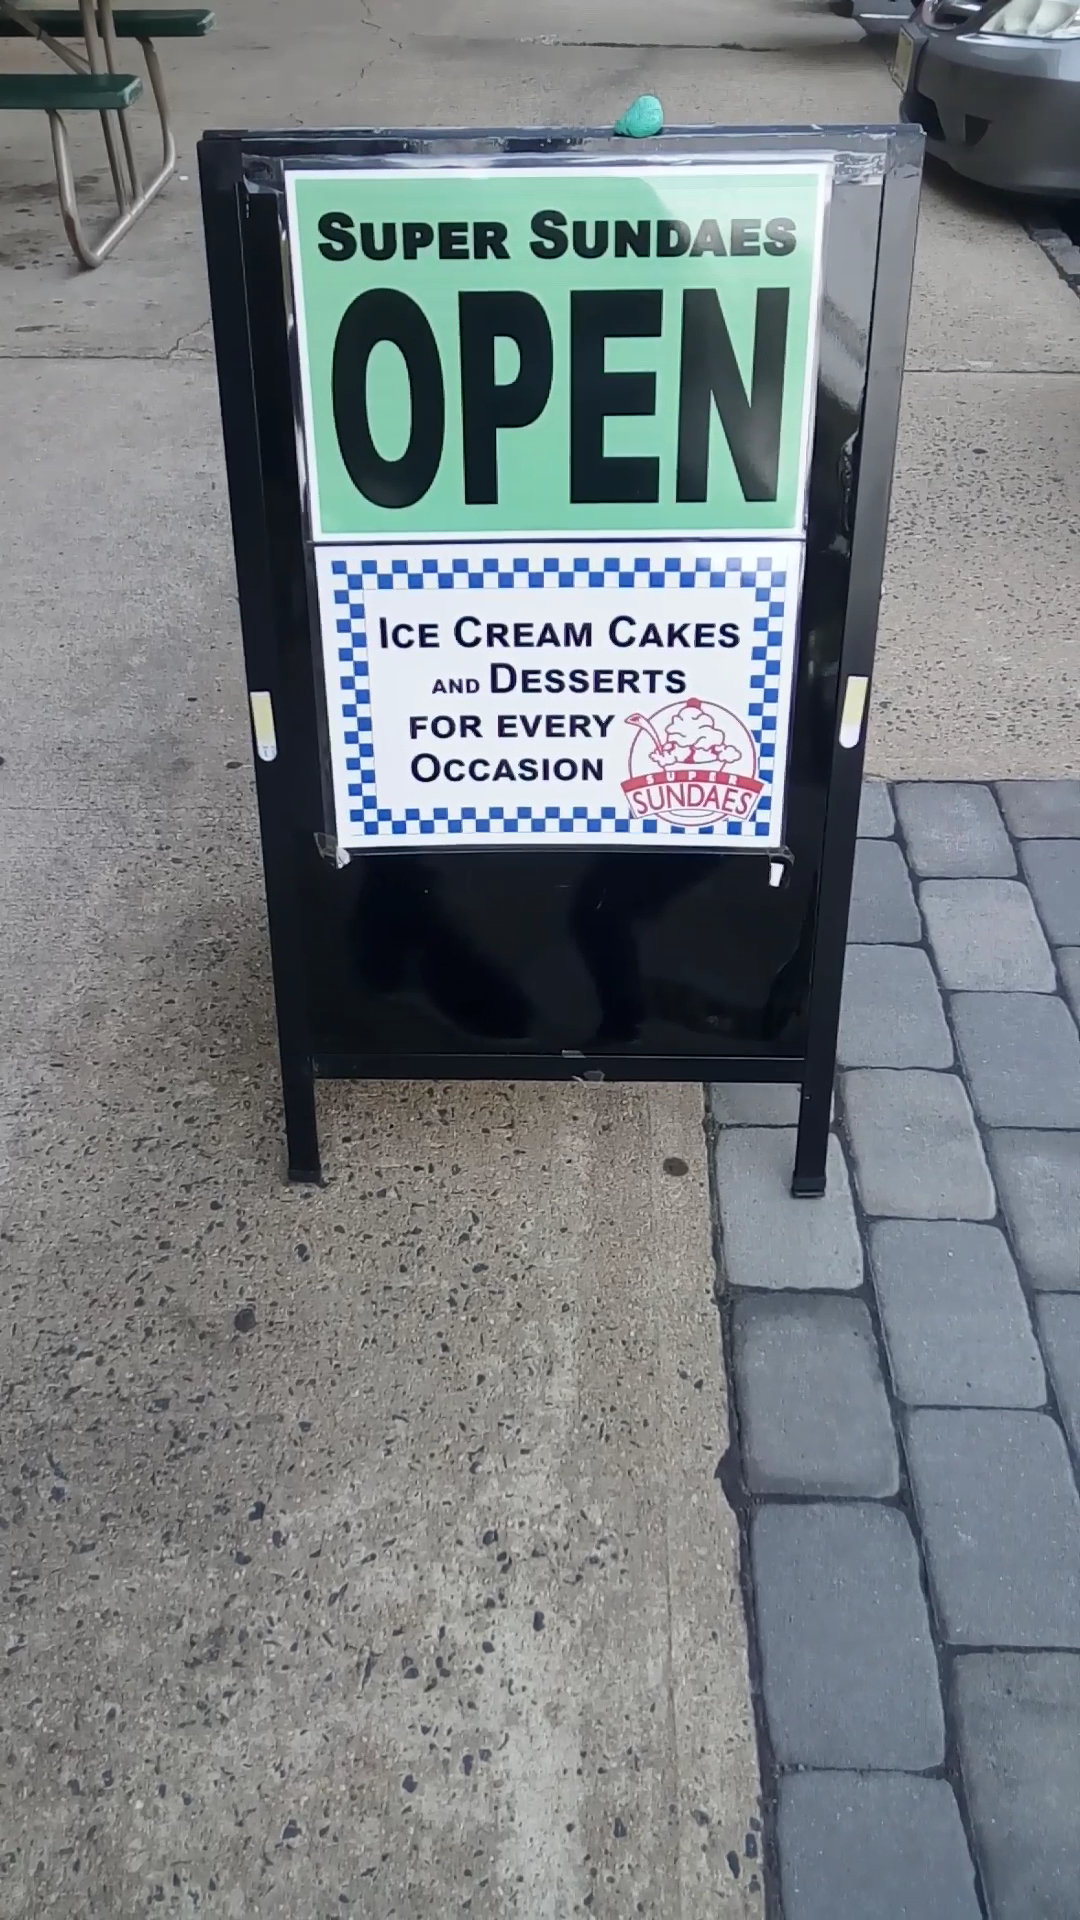 SUPER SUNDAES
OPEN
ICE CREAM CAKES
AND DESSERTS
FOR EVERY
OCCASION
SUPER
SUNDAES